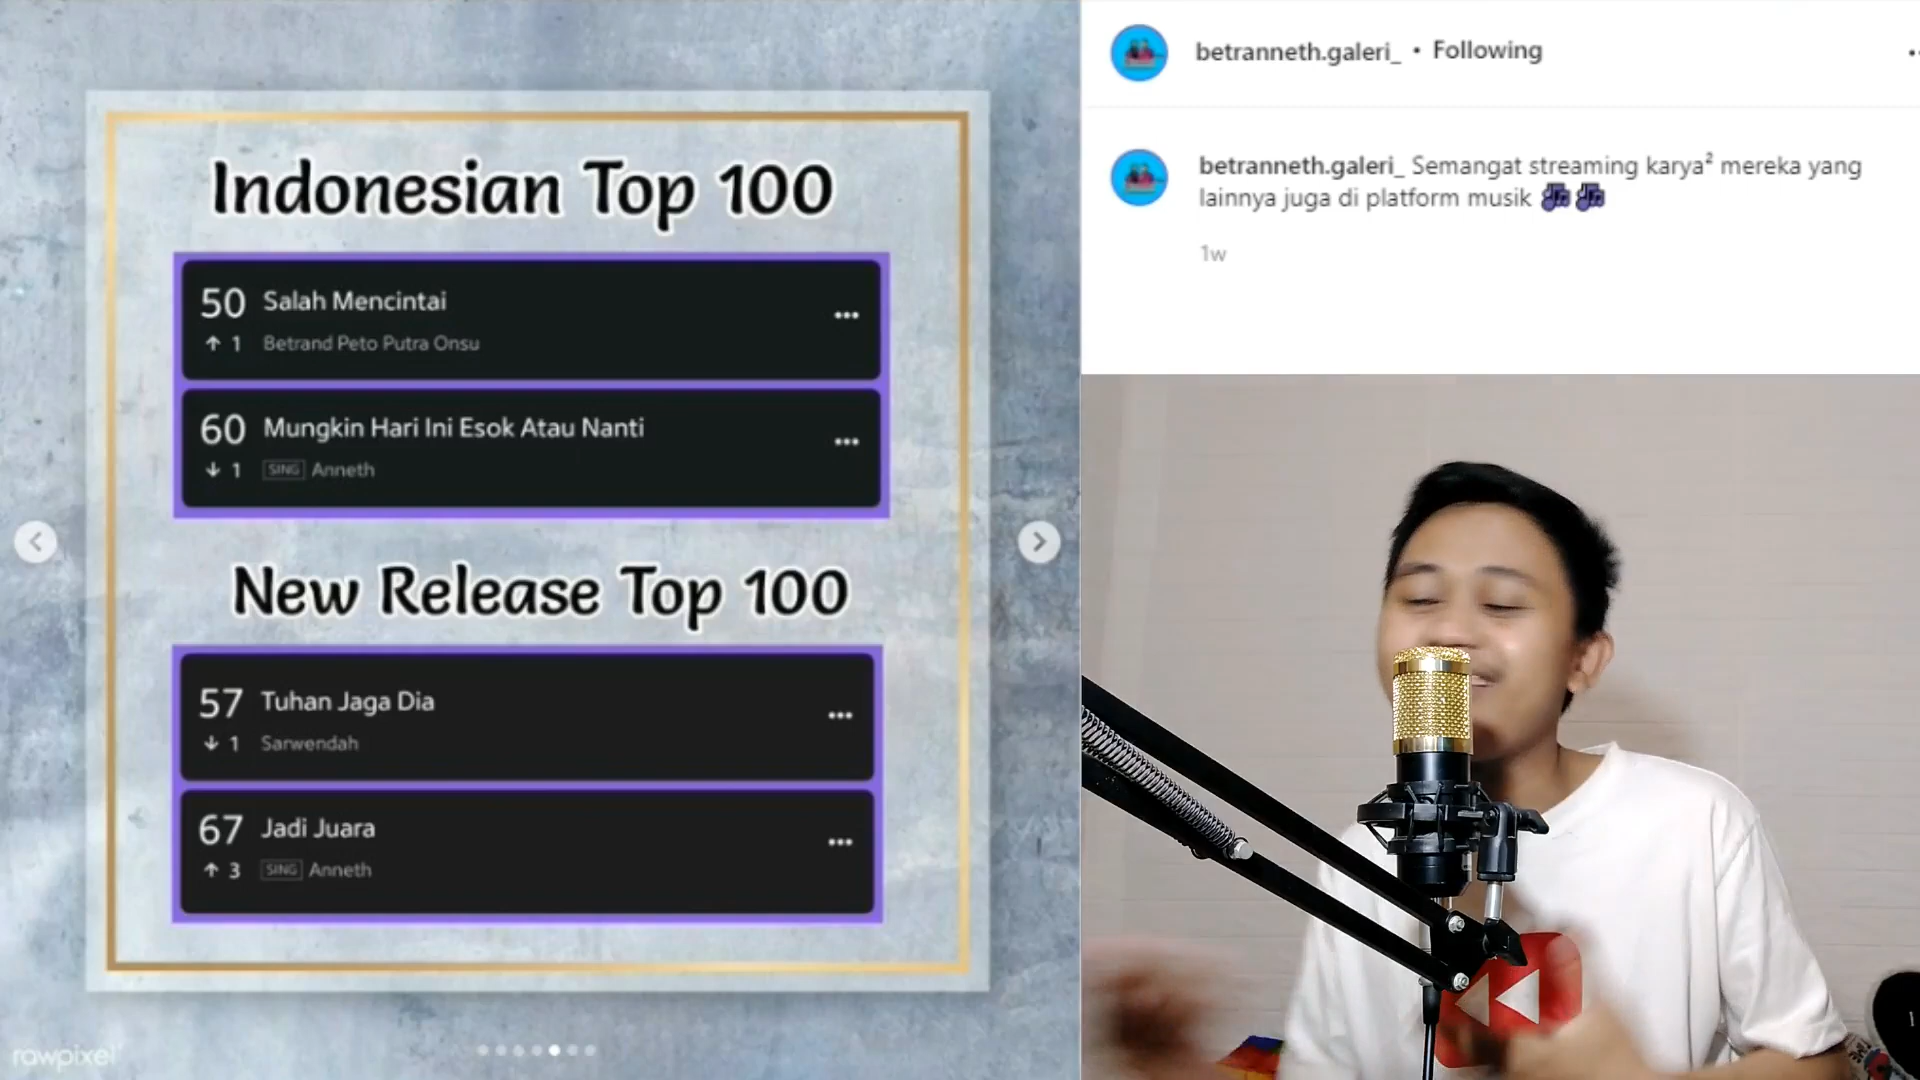 Indonesian Top 100
50 Salah Mencintai
↑ 1 Betrand Peto Putra Onsu
60 Mungkin Hari Ini Esok Atau Nanti
↓ 1 SING Anneth
New Release Top 100
57 Tuhan Jaga Dia
↓ 1 Sarwendah
67 Jadi Juara
↑ 3 SING Anneth
rawpixel
betranneth.galeri_ • Following
betranneth.galeri_ Semangat streaming karya² mereka yang
lainnya juga di platform musik
1w